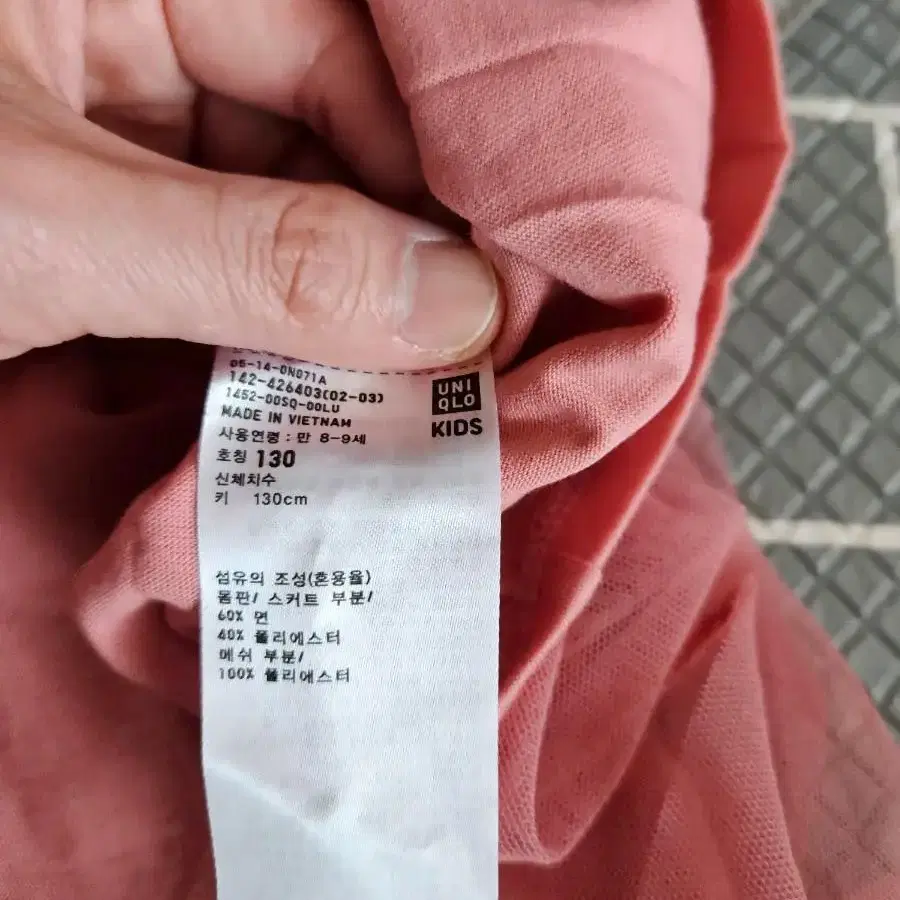 05-14-0N071A
142-426403(02-03)
1452-00SQ-00LU
MADE IN VIETNAM
사용연령 : 만 8-9세
호칭 130
신체치수
키 130cm
UNI
QLO
KIDS
섬유의 조성(혼용율)
몸판/ 스커트 부분/
60% 면
40% 폴리에스터
메쉬 부분/
100% 폴리에스터